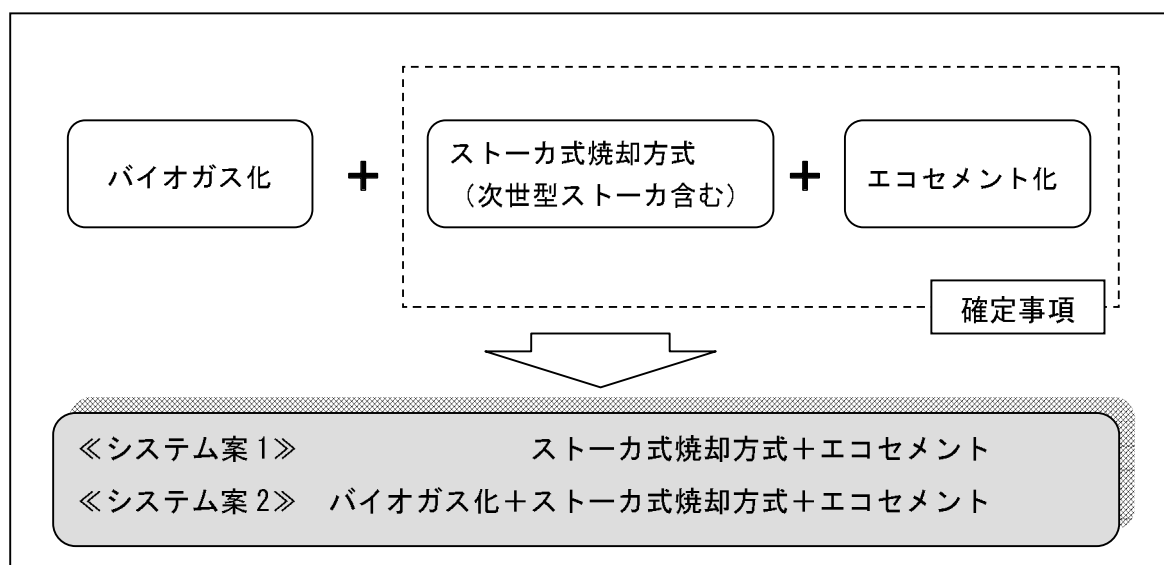 バイオガス化
+
ストーカ式焼却方式
（次世型ストーカ含む）
+
エコセメント化
確定事項
≪システム案1≫ ストーカ式焼却方式＋エコセメント
≪システム案2≫ バイオガス化＋ストーカ式焼却方式＋エコセメント